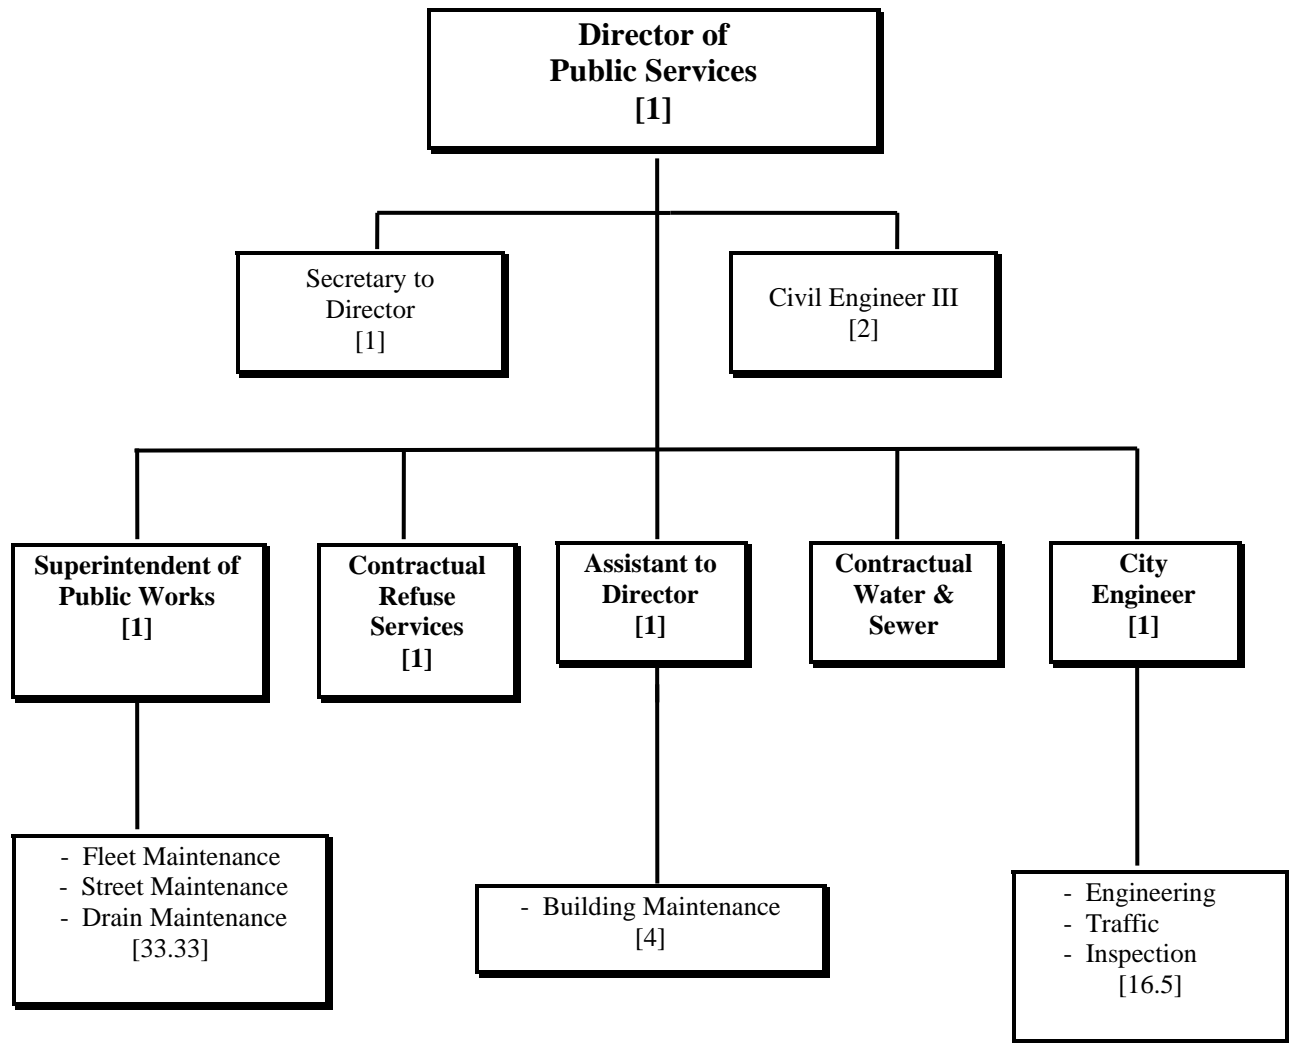 Director of
Public Services
[1]
Secretary to
Director
[1]
Civil Engineer III
[2]
Superintendent of
Public Works
[1]
Contractual
Refuse
Services
[1]
Assistant to
Director
[1]
Contractual
Water &
Sewer
City
Engineer
[1]
- Fleet Maintenance
- Street Maintenance
- Drain Maintenance
[33.33]
- Building Maintenance
[4]
- Engineering
- Traffic
- Inspection
[16.5]